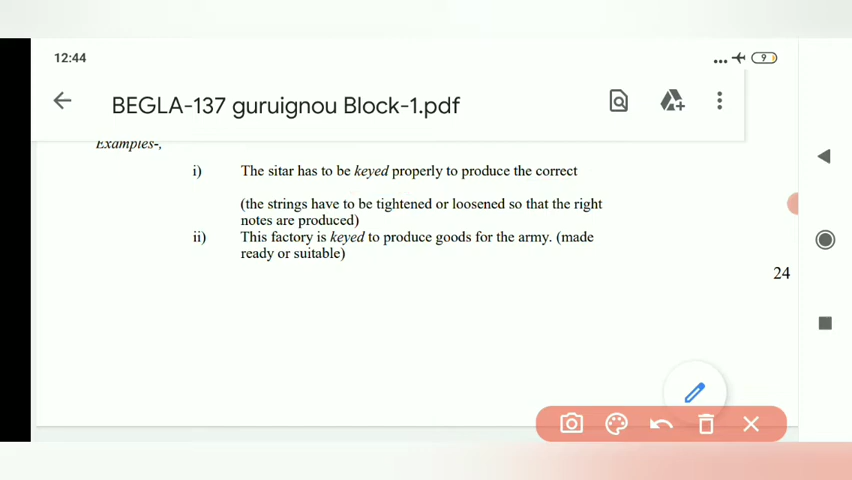 12:44
9
BEGLA-137 guruignou Block-1.pdf
Examples-,
i) The sitar has to be keyed properly to produce the correct
(the strings have to be tightened or loosened so that the right
notes are produced)
ii) This factory is keyed to produce goods for the army. (made
ready or suitable)
24